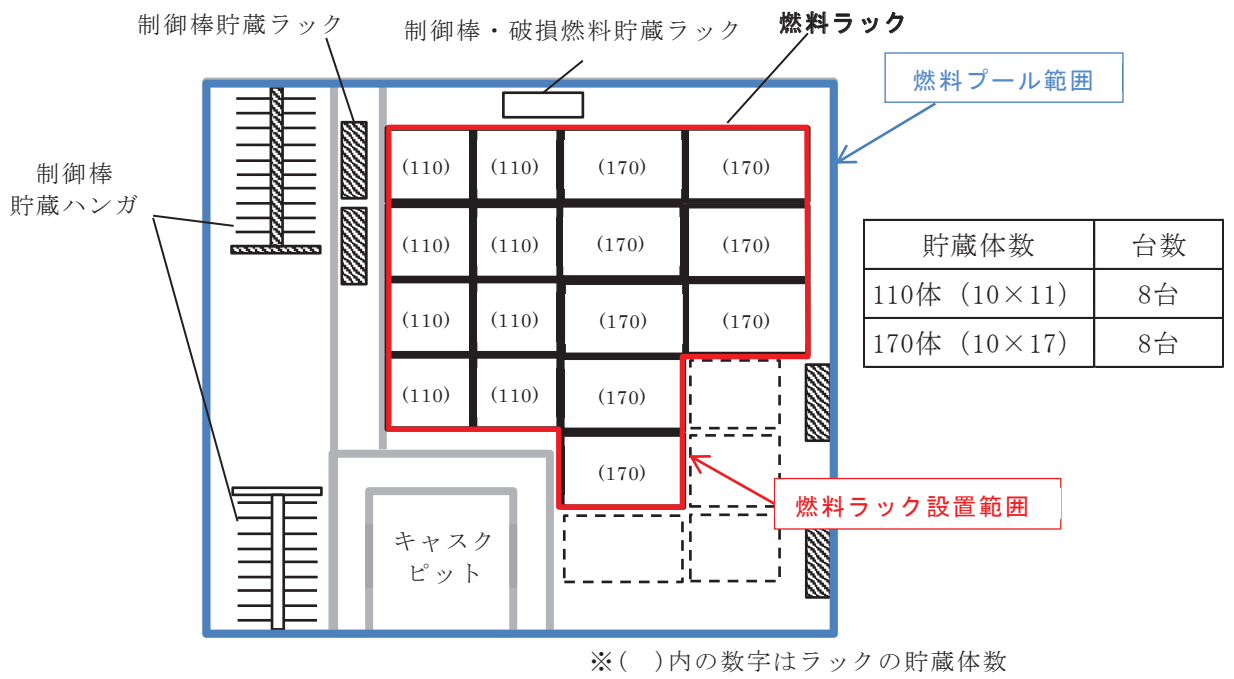 制御棒貯蔵ラック
制御棒・破損燃料貯蔵ラック
燃料ラック
燃料プール範囲
制御棒
貯蔵ハンガ
(110) (110) (170) (170)
(110) (110) (170) (170)
(110) (110) (170) (170)
(110) (110) (170)
(170)
貯蔵体数 台数
110体（10×11） 8台
170体（10×17） 8台
燃料ラック設置範囲
キャスク
ピット
※(　)内の数字はラックの貯蔵体数